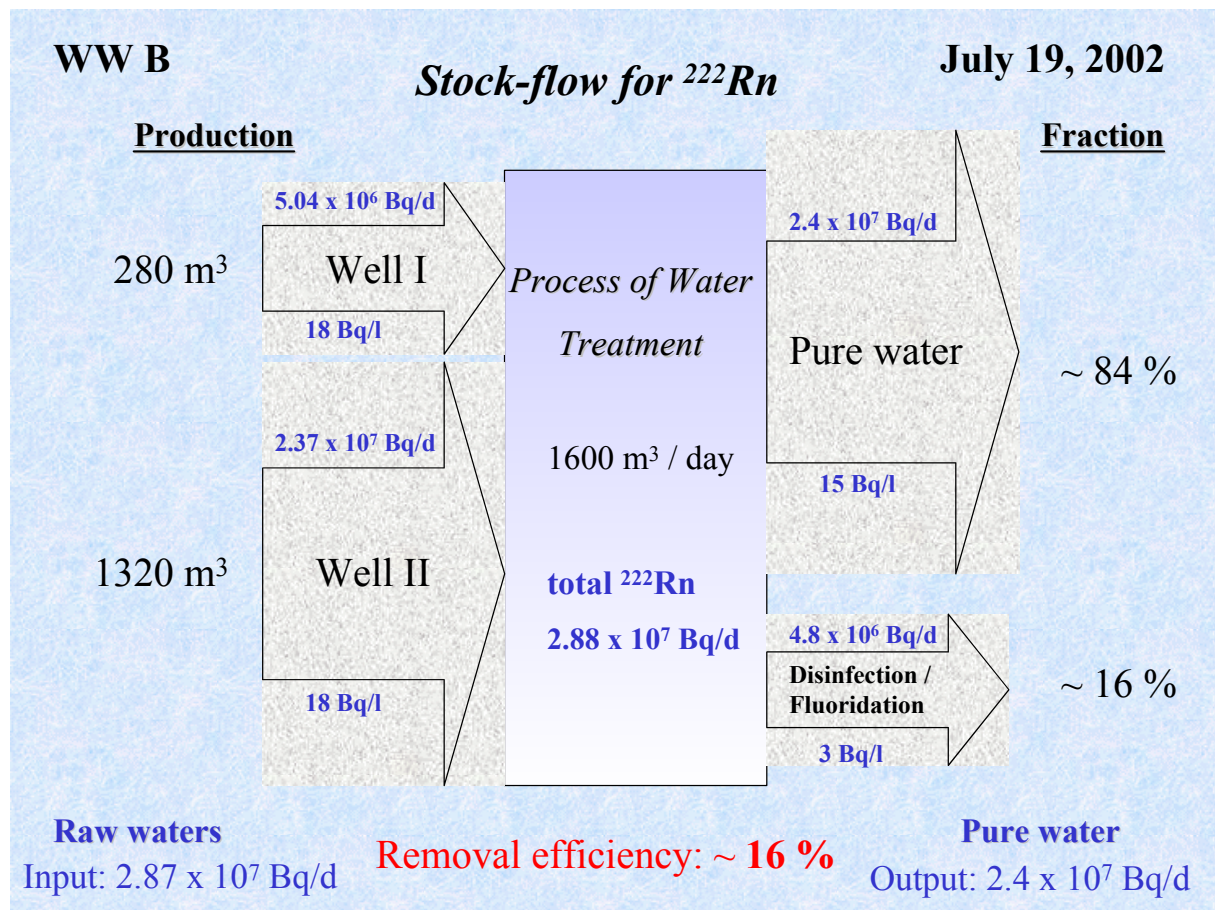 WW B
Stock-flow for ²²²Rn
July 19, 2002
Production
Fraction
5.04 x 10⁶ Bq/d
280 m³
Well I
18 Bq/l
2.37 x 10⁷ Bq/d
1320 m³
Well II
18 Bq/l
Process of Water
Treatment
1600 m³ / day
total ²²²Rn
2.88 x 10⁷ Bq/d
2.4 x 10⁷ Bq/d
Pure water
~ 84 %
15 Bq/l
4.8 x 10⁶ Bq/d
Disinfection /
Fluoridation
~ 16 %
3 Bq/l
Raw waters
Input: 2.87 x 10⁷ Bq/d
Removal efficiency: ~ 16 %
Pure water
Output: 2.4 x 10⁷ Bq/d